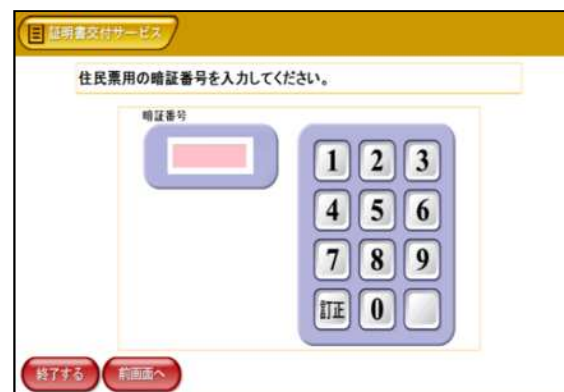 証明書交付サービス
住民票用の暗証番号を入力してください。
暗証番号
1 2 3
4 5 6
7 8 9
訂正 0
終了する 前画面へ